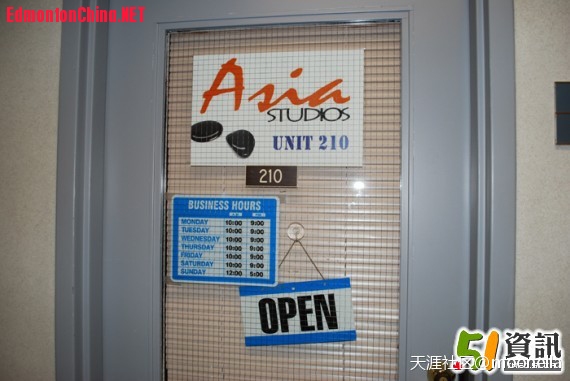 EdmontonChina.NET
Asia
STUDIOS
UNIT 210
210
BUSINESS HOURS
MONDAY 10:00 9:00
TUESDAY 10:00 9:00
WEDNESDAY 10:00 9:00
THURSDAY 10:00 9:00
FRIDAY 10:00 9:00
SATURDAY 10:00 9:00
SUNDAY 12:00 5:00
OPEN
51資訊
天涯社区@moonella